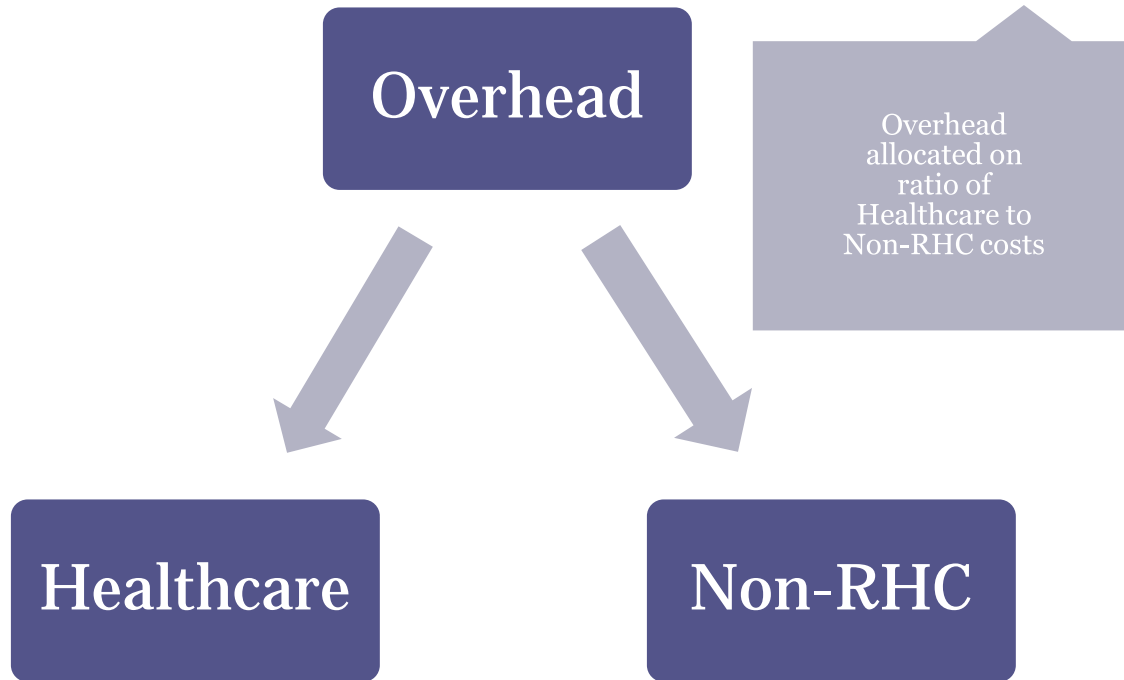 Overhead
Overhead
allocated on
ratio of
Healthcare to
Non-RHC costs
Healthcare
Non-RHC